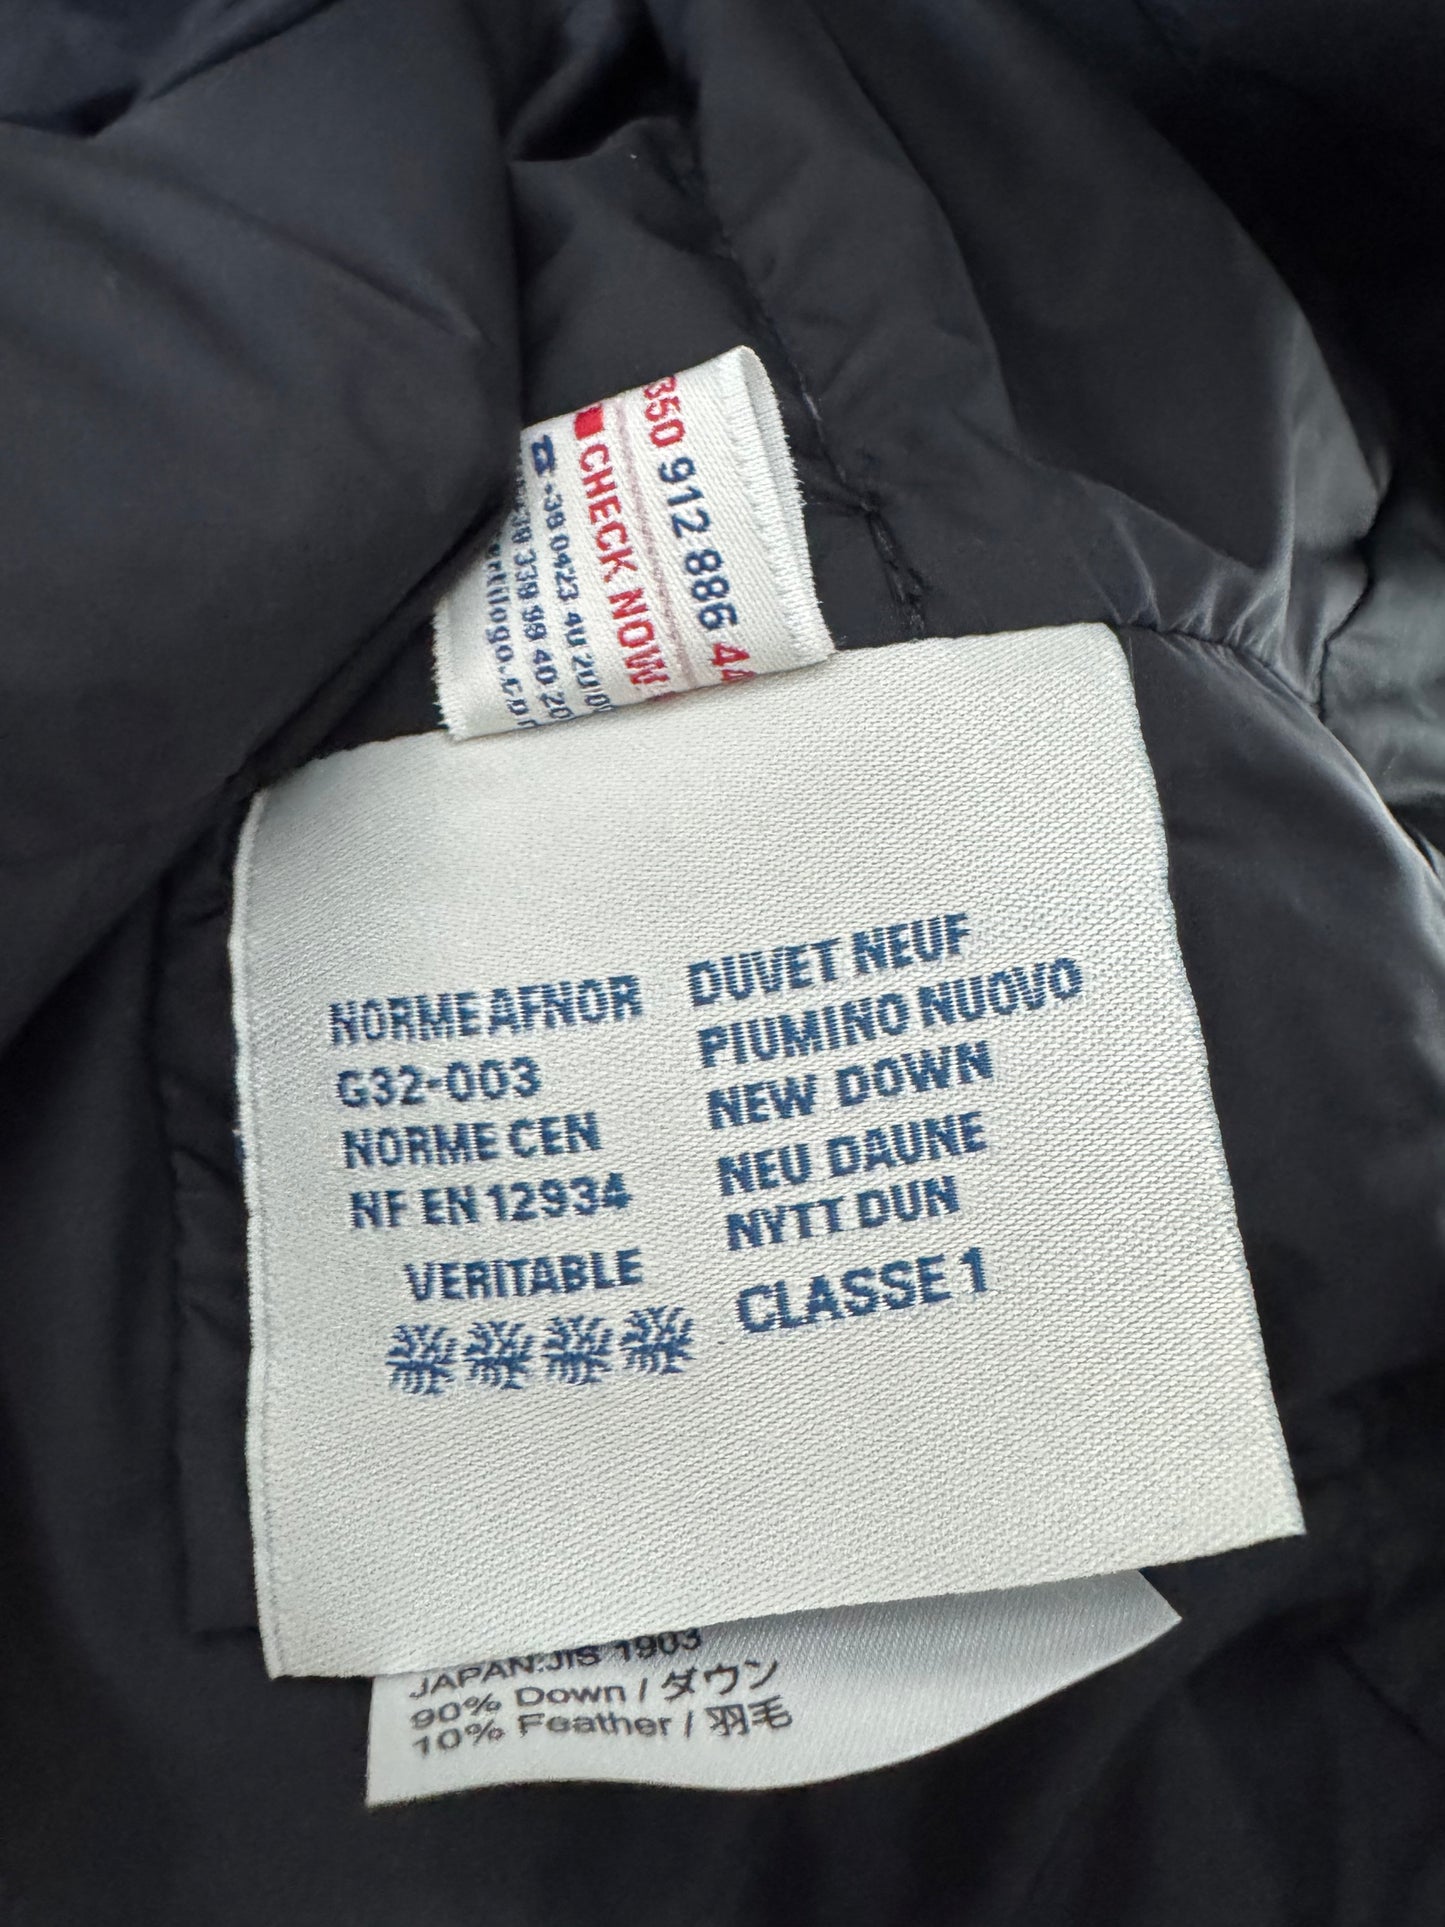 350 912 886 44
CHECK NOW
NORME AFNOR
G32-003
NORME CEN
NF EN 12934
VERITABLE
DUVET NEUF
PIUMINO NUOVO
NEW DOWN
NEU DAUNE
NYTT DUN
CLASSE 1
JAPAN:JIS 1903
90% Down / ダウン
10% Feather / 羽毛